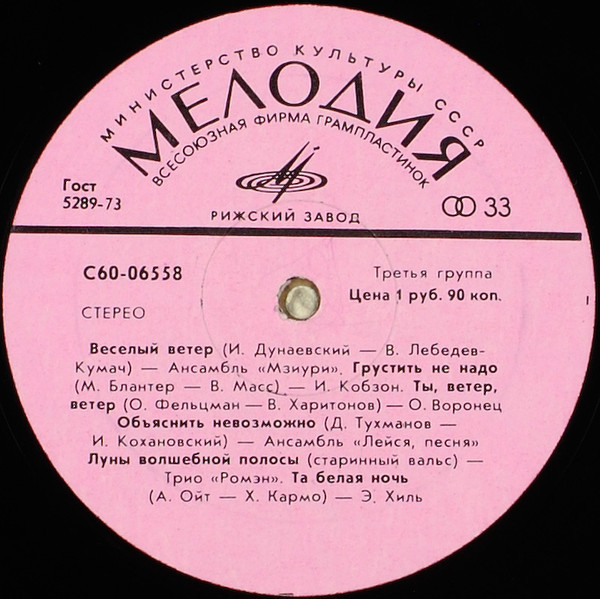 МИНИСТЕРСТВО КУЛЬТУРЫ СССР
МЕЛОДИЯ
ВСЕСОЮЗНАЯ ФИРМА ГРАМПЛАСТИНОК
Гост
5289-73
33
РИЖСКИЙ ЗАВОД
С60-06558
Третья группа
Цена 1 руб. 90 коп.
СТЕРЕО
Веселый ветер (И. Дунаевский — В. Лебедев-
Кумач) — Ансамбль «Мзиури». Грустить не надо
(М. Блантер — В. Масс) — И. Кобзон. Ты, ветер,
ветер (О. Фельцман — В. Харитонов) — О. Воронец
Объяснить невозможно (Д. Тухманов —
И. Кохановский) — Ансамбль «Лейся, песня»
Луны волшебной полосы (старинный вальс) —
Трио «Ромэн». Та белая ночь
(А. Ойт — Х. Кармо) — Э. Хиль